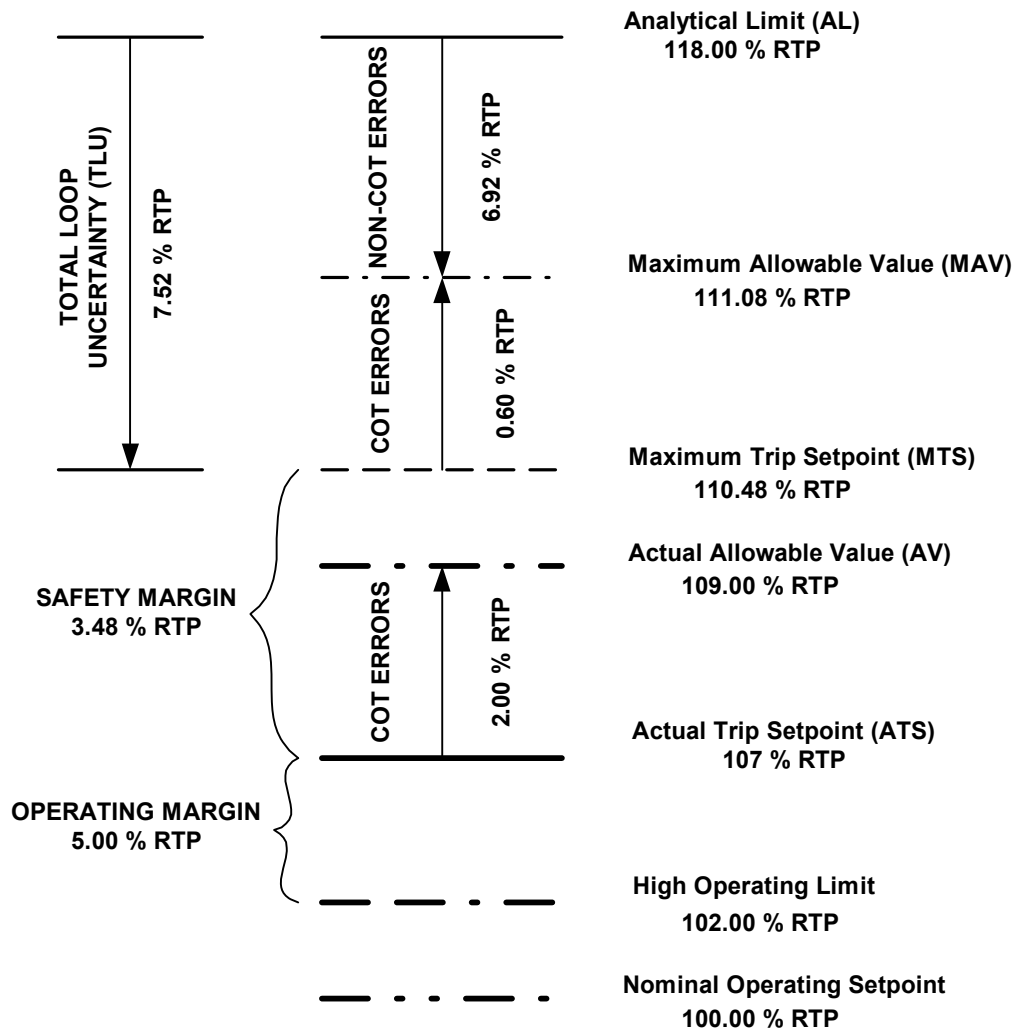 Analytical Limit (AL)
118.00 % RTP
TOTAL LOOP
UNCERTAINTY (TLU)
7.52 % RTP
NON-COT ERRORS
6.92 % RTP
Maximum Allowable Value (MAV)
111.08 % RTP
COT ERRORS
0.60 % RTP
Maximum Trip Setpoint (MTS)
110.48 % RTP
Actual Allowable Value (AV)
109.00 % RTP
SAFETY MARGIN
3.48 % RTP
COT ERRORS
2.00 % RTP
Actual Trip Setpoint (ATS)
107 % RTP
OPERATING MARGIN
5.00 % RTP
High Operating Limit
102.00 % RTP
Nominal Operating Setpoint
100.00 % RTP